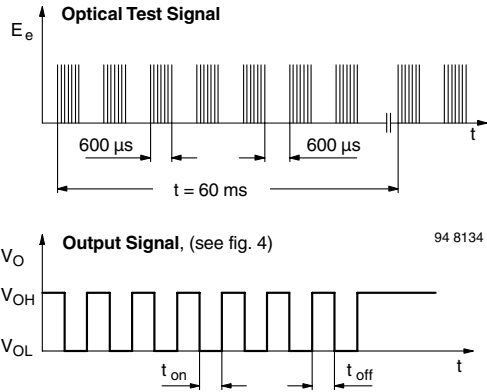 Optical Test Signal
E e
t
600 µs
600 µs
t = 60 ms
Output Signal, (see fig. 4)
94 8134
V O
V OH
V OL
t on
t off
t